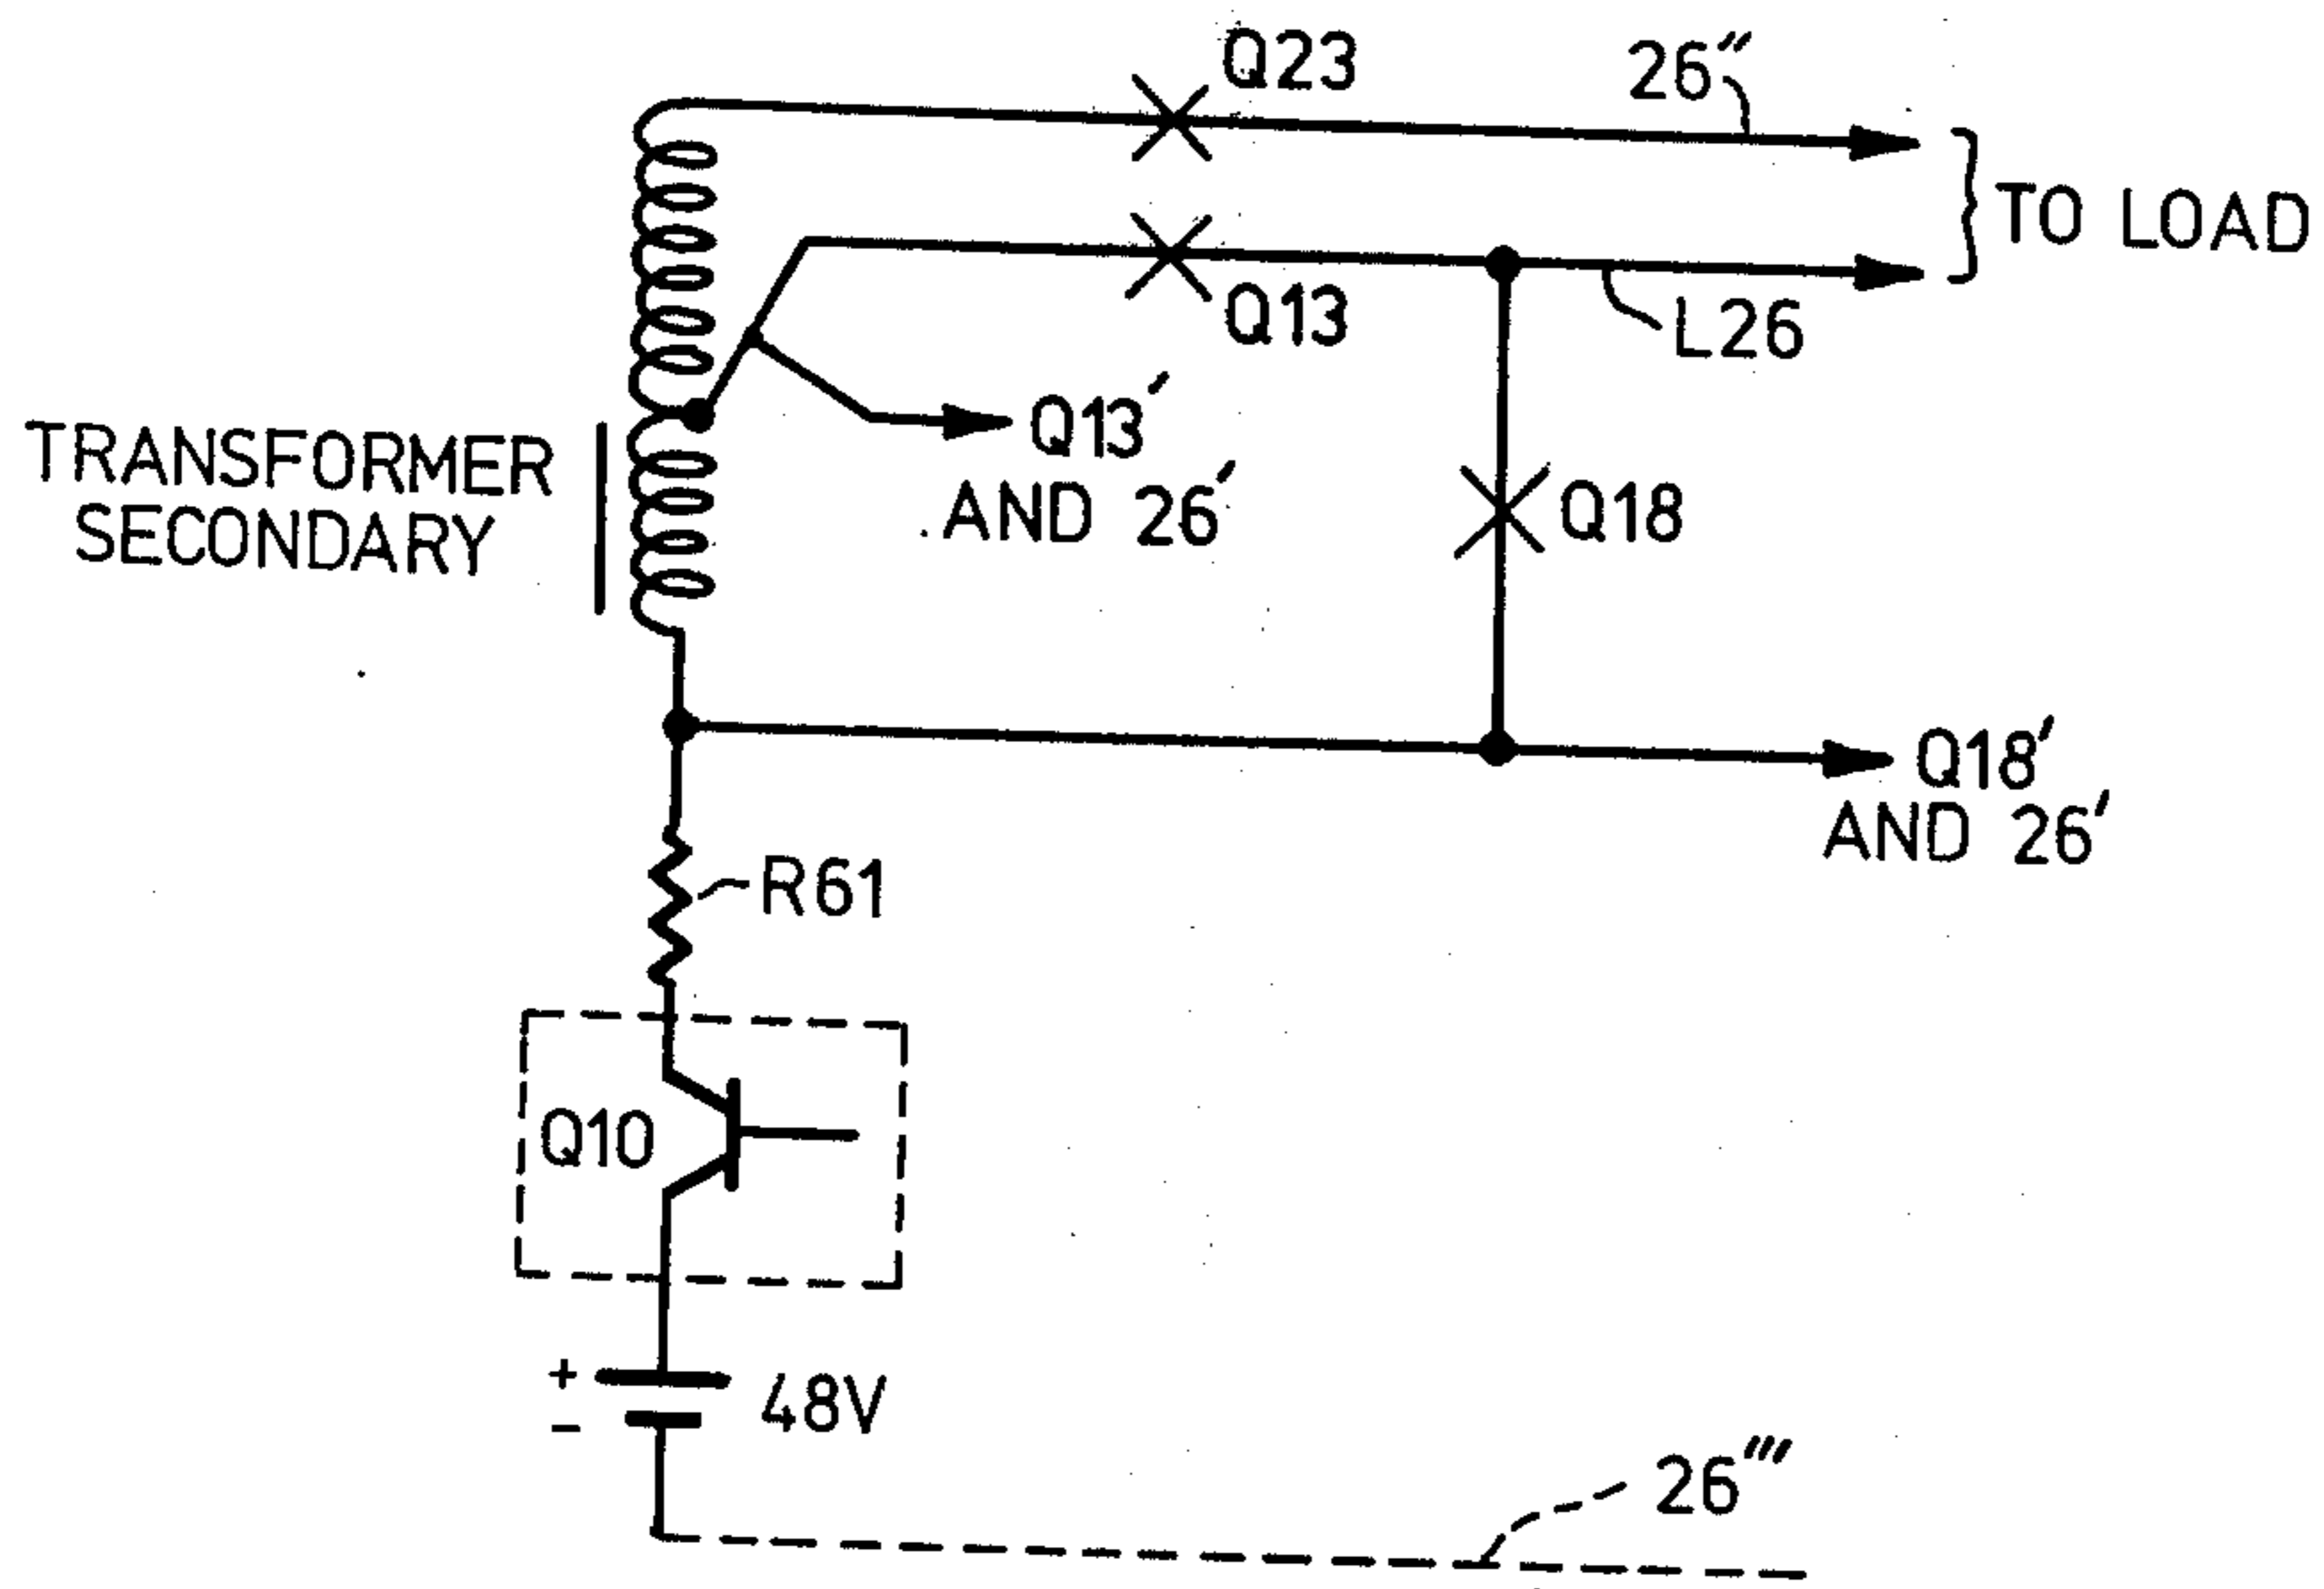 Q23
26″
TO LOAD
Q13
L26
Q13′
AND 26′
TRANSFORMER
SECONDARY
Q18
Q18′
AND 26′
R61
Q10
+
48V
−
26‴